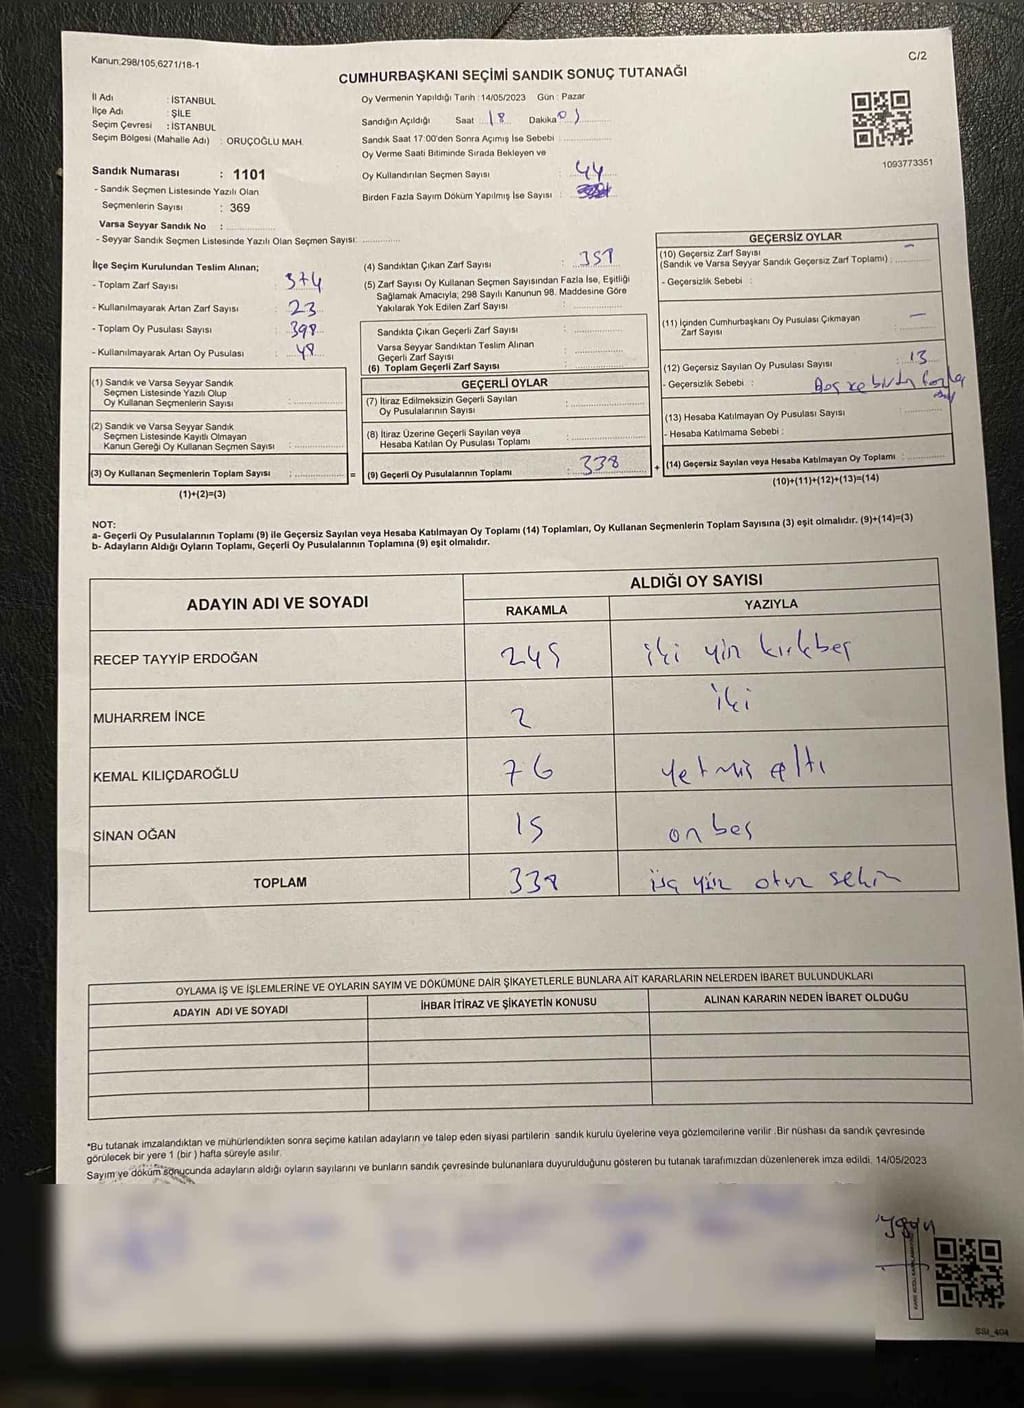 Kanun;298/105,6271/18-1
C/2
CUMHURBAŞKANI SEÇİMİ SANDIK SONUÇ TUTANAĞI
İl Adı : İSTANBUL
İlçe Adı : ŞİLE
Seçim Çevresi : İSTANBUL
Seçim Bölgesi (Mahalle Adı) : ORUÇOĞLU MAH.
Sandık Numarası : 1101
- Sandık Seçmen Listesinde Yazılı Olan
Seçmenlerin Sayısı : 369
Varsa Seyyar Sandık No :
- Seyyar Sandık Seçmen Listesinde Yazılı Olan Seçmen Sayısı:
Oy Vermenin Yapıldığı Tarih : 14/05/2023 Gün : Pazar
Sandığın Açıldığı Saat 18 Dakika
Sandık Saat 17:00'den Sonra Açımış İse Sebebi :
Oy Verme Saati Bitiminde Sırada Bekleyen ve
Oy Kullandırılan Seçmen Sayısı : 44
Birden Fazla Sayım Döküm Yapılmış İse Sayısı :
1093773351
İlçe Seçim Kurulundan Teslim Alınan;
- Toplam Zarf Sayısı : 374
- Kullanılmayarak Artan Zarf Sayısı : 23
- Toplam Oy Pusulası Sayısı : 398
- Kullanılmayarak Artan Oy Pusulası : 48
(1) Sandık ve Varsa Seyyar Sandık
Seçmen Listesinde Yazılı Olup
Oy Kullanan Seçmenlerin Sayısı :
(2) Sandık ve Varsa Seyyar Sandık
Seçmen Listesinde Kayıtlı Olmayan
Kanun Gereği Oy Kullanan Seçmen Sayısı :
(3) Oy Kullanan Seçmenlerin Toplam Sayısı : =
(1)+(2)=(3)
(4) Sandıktan Çıkan Zarf Sayısı : 351
(5) Zarf Sayısı Oy Kullanan Seçmen Sayısından Fazla İse, Eşitliği
Sağlamak Amacıyla; 298 Sayılı Kanunun 98. Maddesine Göre
Yakılarak Yok Edilen Zarf Sayısı :
Sandıkta Çıkan Geçerli Zarf Sayısı :
Varsa Seyyar Sandıktan Teslim Alınan
Geçerli Zarf Sayısı :
(6) Toplam Geçerli Zarf Sayısı
GEÇERLİ OYLAR
(7) İtiraz Edilmeksizin Geçerli Sayılan
Oy Pusulalarının Sayısı :
(8) İtiraz Üzerine Geçerli Sayılan veya
Hesaba Katılan Oy Pusulası Toplamı :
(9) Geçerli Oy Pusulalarının Toplamı : 338 +
GEÇERSİZ OYLAR
(10) Geçersiz Zarf Sayısı -
(Sandık ve Varsa Seyyar Sandık Geçersiz Zarf Toplamı) :
- Geçersizlik Sebebi :
(11) İçinden Cumhurbaşkanı Oy Pusulası Çıkmayan -
Zarf Sayısı :
(12) Geçersiz Sayılan Oy Pusulası Sayısı : 13
- Geçersizlik Sebebi :
(13) Hesaba Katılmayan Oy Pusulası Sayısı :
- Hesaba Katılmama Sebebi :
(14) Geçersiz Sayılan veya Hesaba Katılmayan Oy Toplamı :
(10)+(11)+(12)+(13)=(14)
NOT:
a- Geçerli Oy Pusulalarının Toplamı (9) ile Geçersiz Sayılan veya Hesaba Katılmayan Oy Toplamı (14) Toplamları, Oy Kullanan Seçmenlerin Toplam Sayısına (3) eşit olmalıdır. (9)+(14)=(3)
b- Adayların Aldığı Oyların Toplamı, Geçerli Oy Pusulalarının Toplamına (9) eşit olmalıdır.
ADAYIN ADI VE SOYADI
ALDIĞI OY SAYISI
RAKAMLA YAZIYLA
RECEP TAYYİP ERDOĞAN 245 iki yüz kırkbeş
MUHARREM İNCE 2 iki
KEMAL KILIÇDAROĞLU 76 yetmiş altı
SİNAN OĞAN 15 on beş
TOPLAM 338 üç yüz otuz sekiz
OYLAMA İŞ VE İŞLEMLERİNE VE OYLARIN SAYIM VE DÖKÜMÜNE DAİR ŞİKAYETLERLE BUNLARA AİT KARARLARIN NELERDEN İBARET BULUNDUKLARI
ADAYIN ADI VE SOYADI İHBAR İTİRAZ VE ŞİKAYETİN KONUSU ALINAN KARARIN NEDEN İBARET OLDUĞU
*Bu tutanak imzalandıktan ve mühürlendikten sonra seçime katılan adayların ve talep eden siyasi partilerin sandık kurulu üyelerine veya gözlemcilerine verilir .Bir nüshası da sandık çevresinde
görülecek bir yere 1 (bir ) hafta süreyle asılır.
Sayım ve döküm sonucunda adayların aldığı oyların sayılarını ve bunların sandık çevresinde bulunanlara duyurulduğunu gösteren bu tutanak tarafımızdan düzenlenerek imza edildi. 14/05/2023
SSt_404